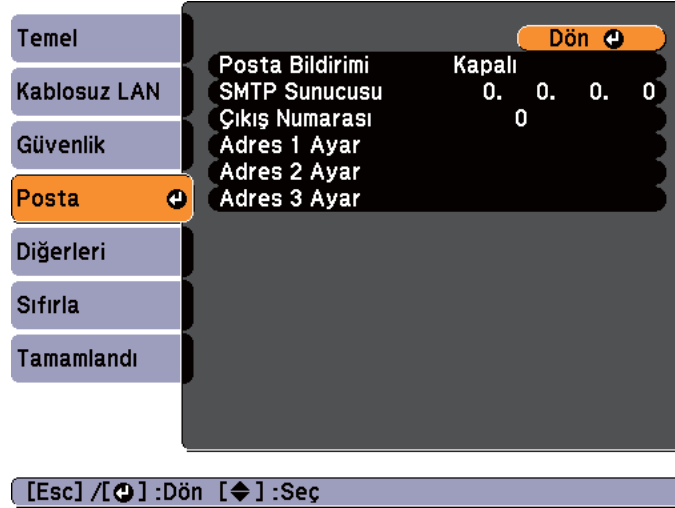 Temel
Kablosuz LAN
Güvenlik
Posta
Diğerleri
Sıfırla
Tamamlandı
Dön
Posta Bildirimi Kapalı
SMTP Sunucusu 0. 0. 0. 0
Çıkış Numarası 0
Adres 1 Ayar
Adres 2 Ayar
Adres 3 Ayar
[Esc] /[⏎] :Dön [◆] :Seç